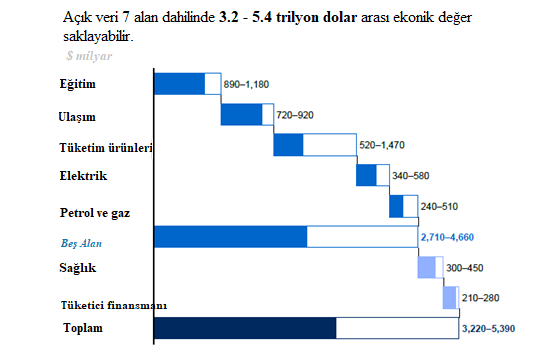 Açık veri 7 alan dahilinde 3.2 - 5.4 trilyon dolar arası ekonik değer
saklayabilir.
$ milyar
Eğitim 890–1,180
Ulaşım 720–920
Tüketim ürünleri 520–1,470
Elektrik 340–580
Petrol ve gaz 240–510
Beş Alan 2,710–4,660
Sağlık 300–450
Tüketici finansmanı 210–280
Toplam 3,220–5,390